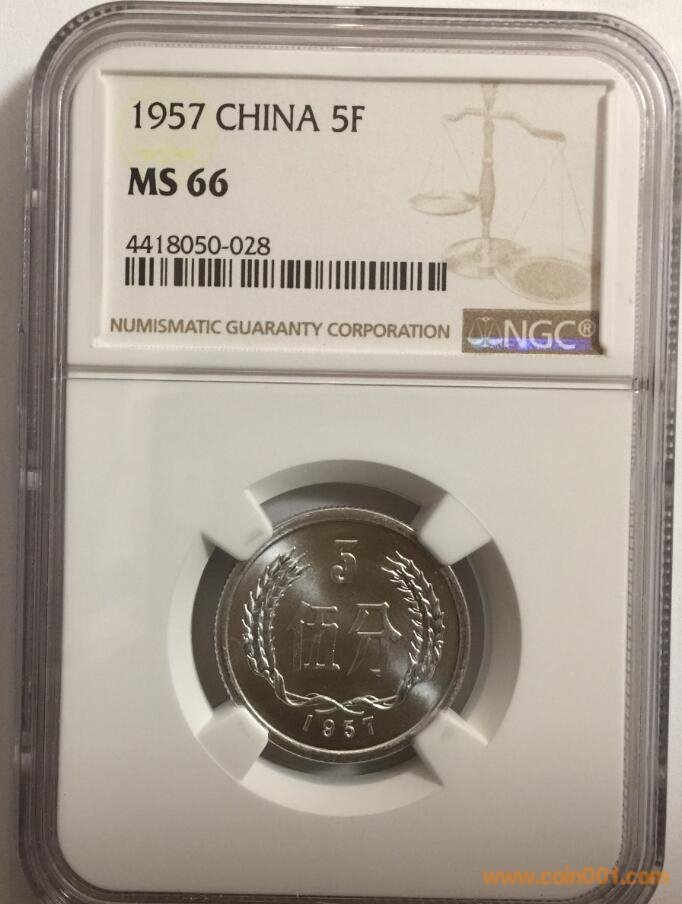 1957 CHINA 5F
MS 66
4418050-028
NUMISMATIC GUARANTY CORPORATION
NGC®
5
伍分
1957
www.coin001.com